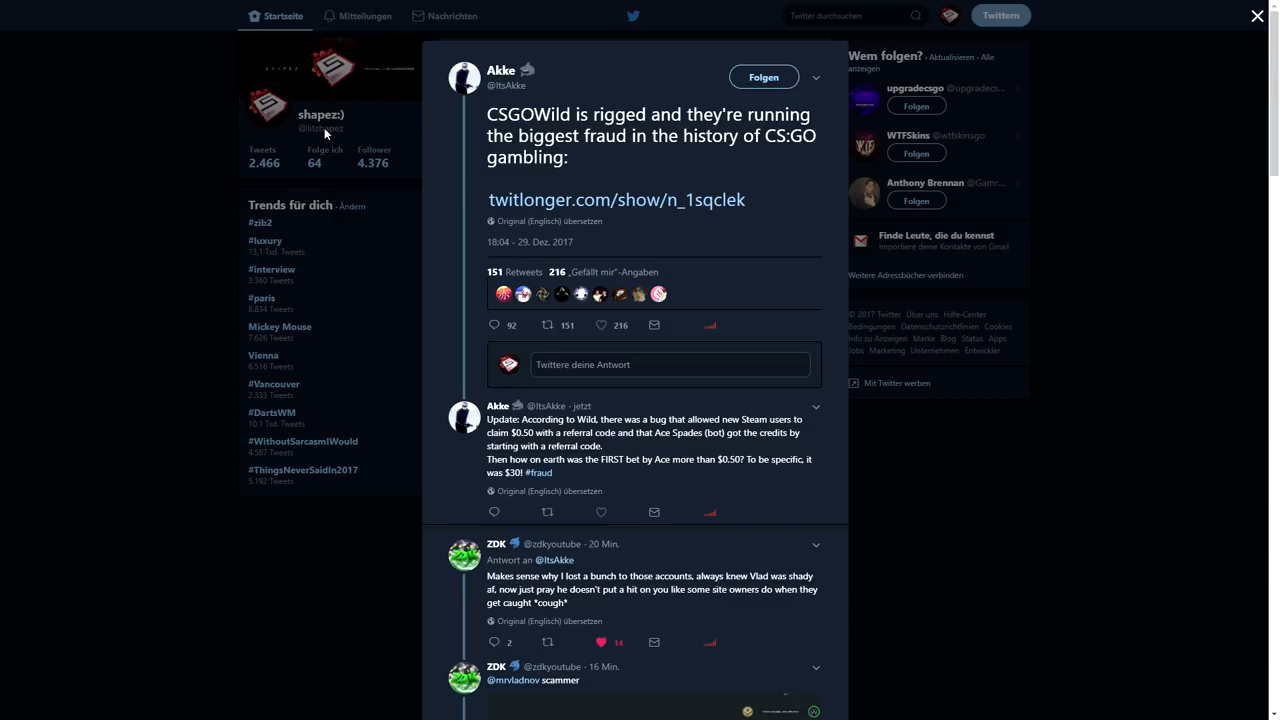 Startseite
Mitteilungen
Nachrichten
Twitter durchsuchen
Twittern
shapez:)
@litshapez
Tweets
Folge ich
Follower
2.466
64
4.376
Trends für dich · Ändern
#zib2
#luxury
13,1 Tsd. Tweets
#interview
3.360 Tweets
#paris
8.834 Tweets
Mickey Mouse
7.626 Tweets
Vienna
6.516 Tweets
#Vancouver
2.333 Tweets
#DartsWM
10,1 Tsd. Tweets
#WithoutSarcasmIWould
4.587 Tweets
#ThingsNeverSaidIn2017
5.192 Tweets
Akke
@ItsAkke
Folgen
CSGOWild is rigged and they're running
the biggest fraud in the history of CS:GO
gambling:
twitlonger.com/show/n_1sqclek
Original (Englisch) übersetzen
18:04 - 29. Dez. 2017
151 Retweets 216 „Gefällt mir“-Angaben
92
151
216
Twittere deine Antwort
Akke @ItsAkke · jetzt
Update: According to Wild, there was a bug that allowed new Steam users to
claim $0.50 with a referral code and that Ace Spades (bot) got the credits by
starting with a referral code.
Then how on earth was the FIRST bet by Ace more than $0.50? To be specific, it
was $30! #fraud
Original (Englisch) übersetzen
ZDK @zdkyoutube · 20 Min.
Antwort an @ItsAkke
Makes sense why I lost a bunch to those accounts, always knew Vlad was shady
af, now just pray he doesn't put a hit on you like some site owners do when they
get caught *cough*
Original (Englisch) übersetzen
2
14
ZDK @zdkyoutube · 16 Min.
@mrvladnov scammer
Wem folgen? · Aktualisieren · Alle
anzeigen
upgradecsgo @upgradecs...
Folgen
WTFSkins @wtfskinsgo
Folgen
Anthony Brennan @Gamr...
Folgen
Finde Leute, die du kennst
Importiere deine Kontakte von Gmail
Weitere Adressbücher verbinden
© 2017 Twitter Über uns Hilfe-Center
Bedingungen Datenschutzrichtlinien Cookies
Info zu Anzeigen Marke Blog Status Apps
Jobs Marketing Unternehmen Entwickler
Mit Twitter werben